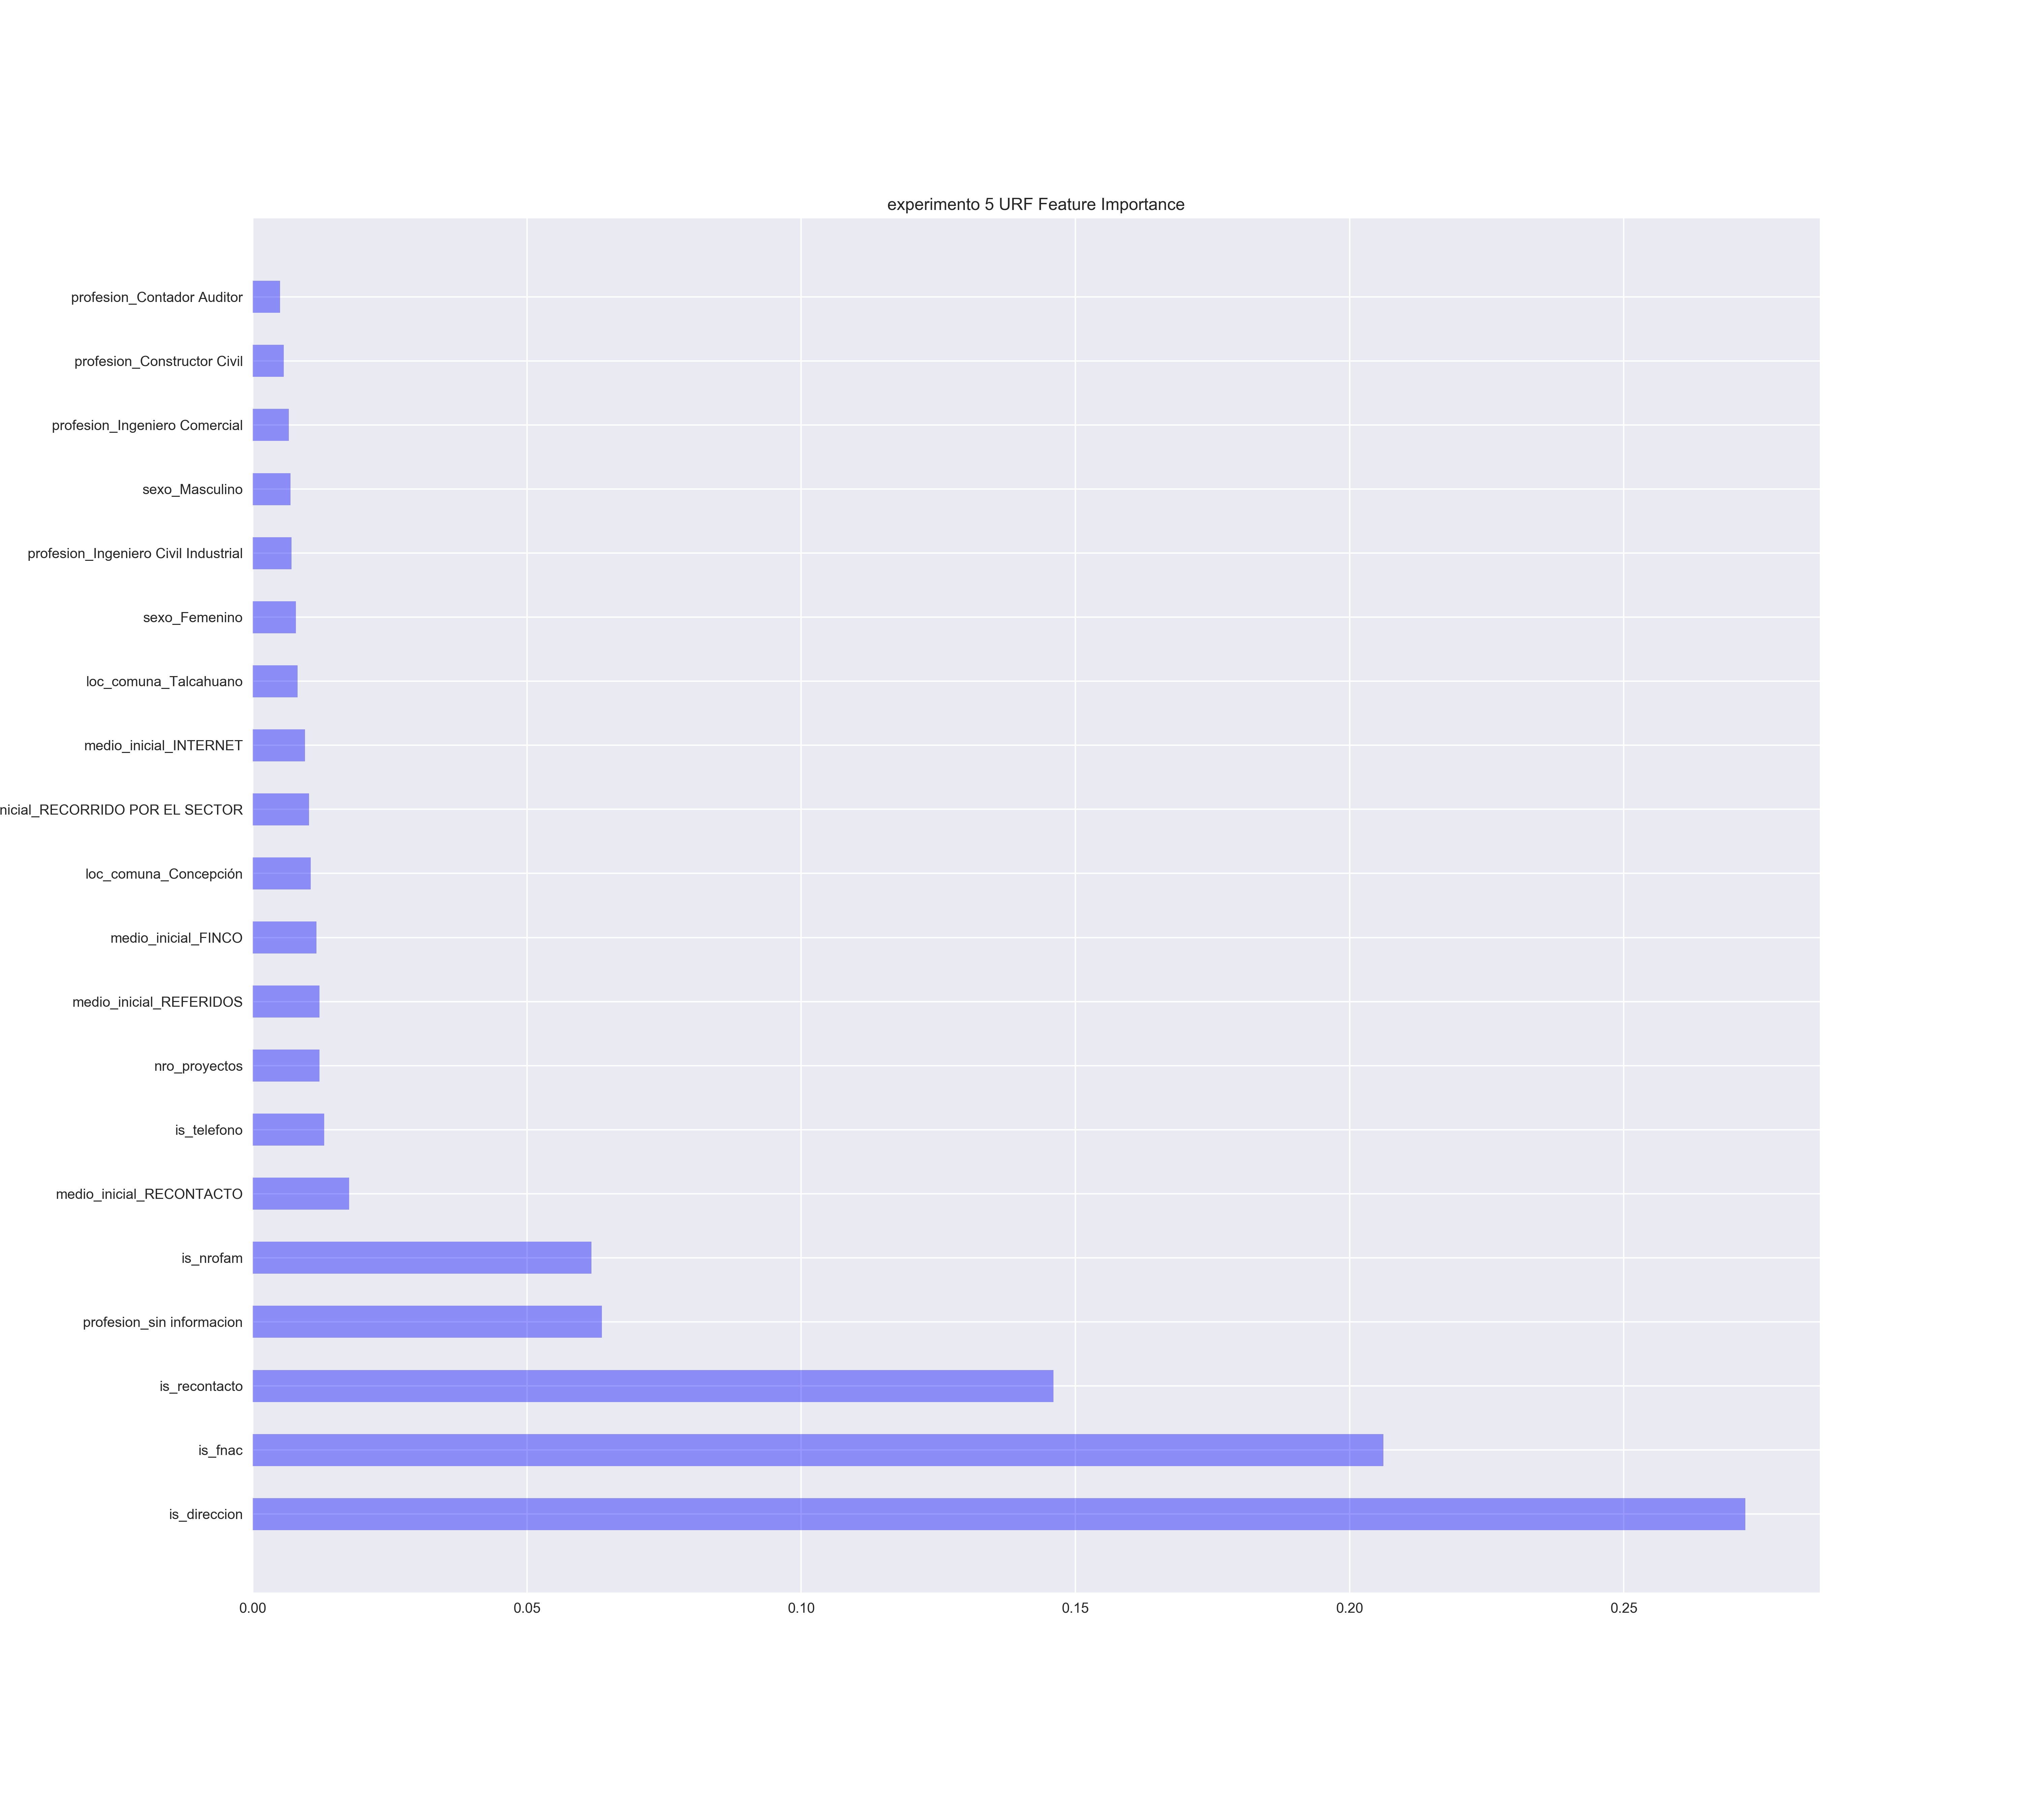 experimento 5 URF Feature Importance
profesion_Contador Auditor
profesion_Constructor Civil
profesion_Ingeniero Comercial
sexo_Masculino
profesion_Ingeniero Civil Industrial
sexo_Femenino
loc_comuna_Talcahuano
medio_inicial_INTERNET
nicial_RECORRIDO POR EL SECTOR
loc_comuna_Concepción
medio_inicial_FINCO
medio_inicial_REFERIDOS
nro_proyectos
is_telefono
medio_inicial_RECONTACTO
is_nrofam
profesion_sin informacion
is_recontacto
is_fnac
is_direccion
0.00 0.05 0.10 0.15 0.20 0.25